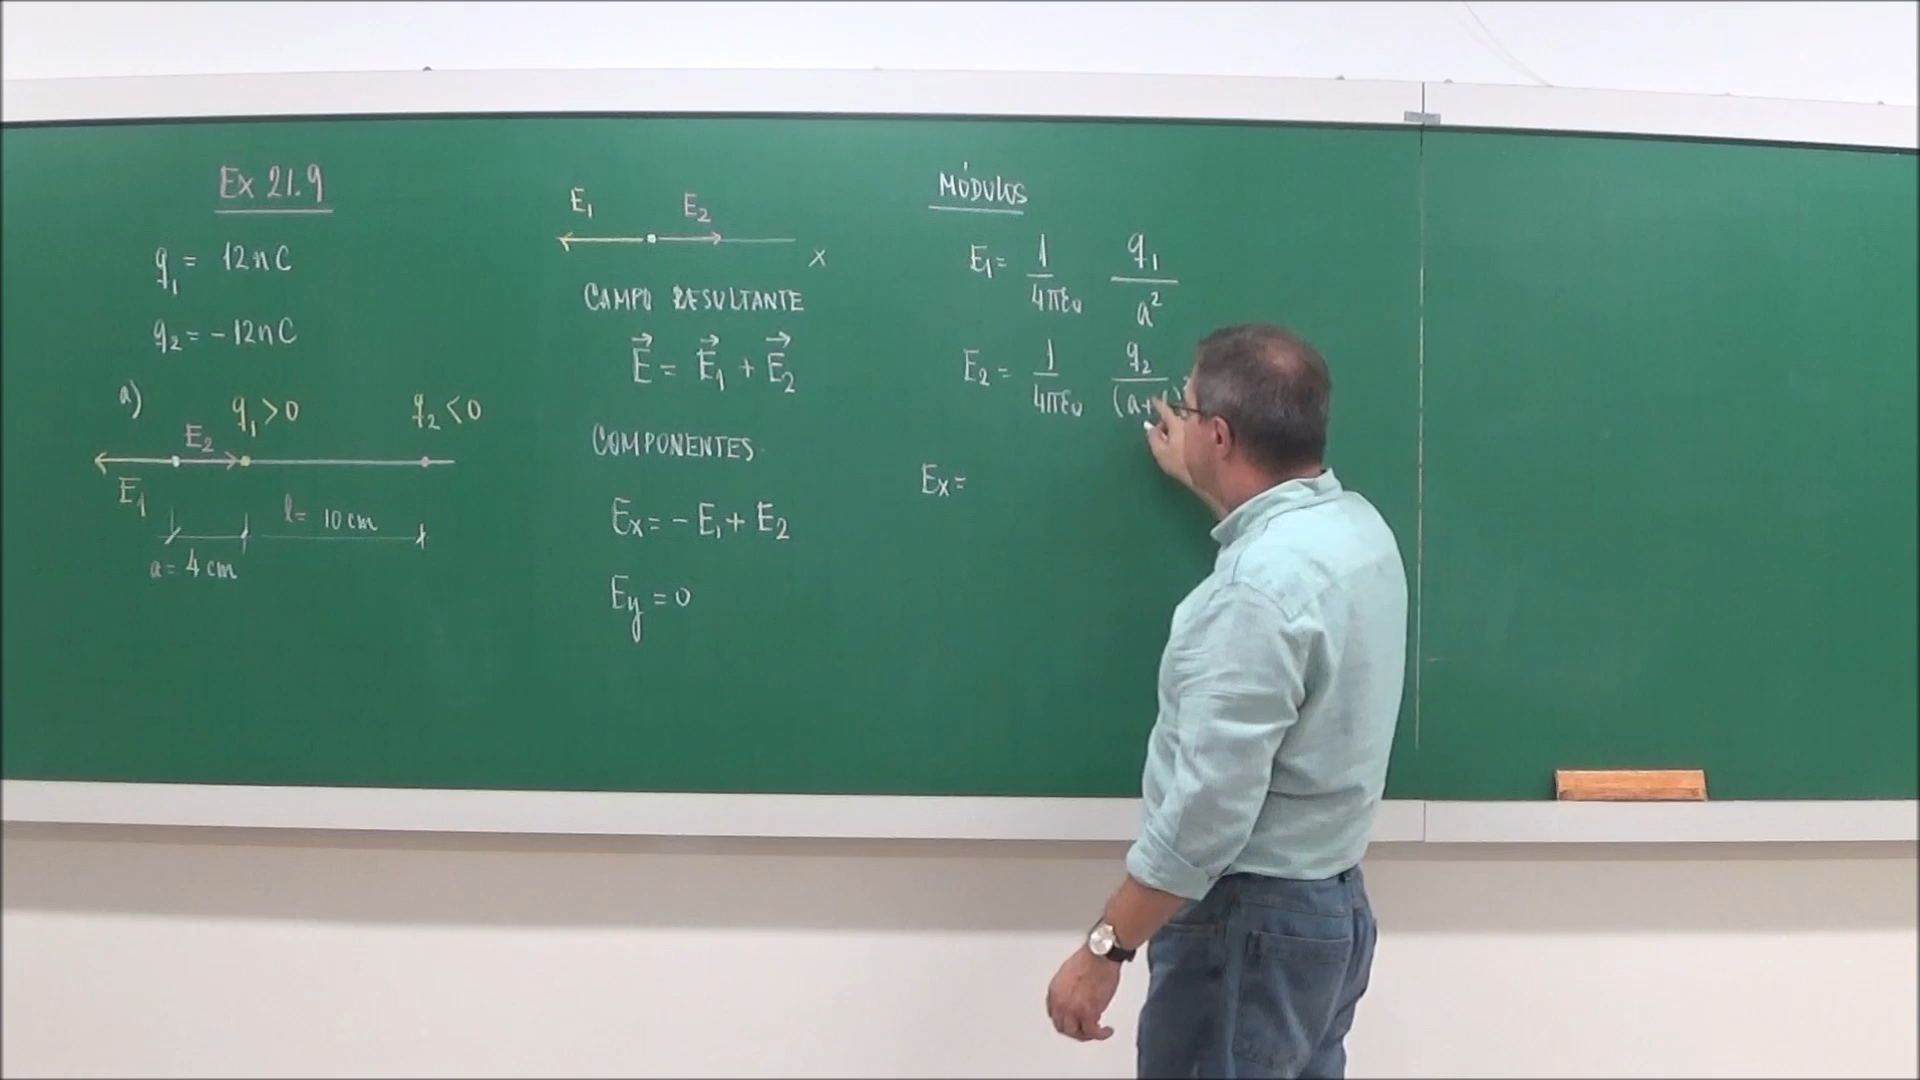 Ex 21.9
q₁ = 12nC
q₂ = -12nC
a)
q₁>0
q₂<0
E₂
E₁
l= 10 cm
a= 4 cm
E₁
E₂
x
CAMPO RESULTANTE
E⃗ = E⃗₁ + E⃗₂
COMPONENTES
Ex = - E₁ + E₂
Ey = 0
MÓDULOS
E₁= 1/4πε₀ q₁/a²
E₂ = 1/4πε₀ q₂/(a+
Ex =